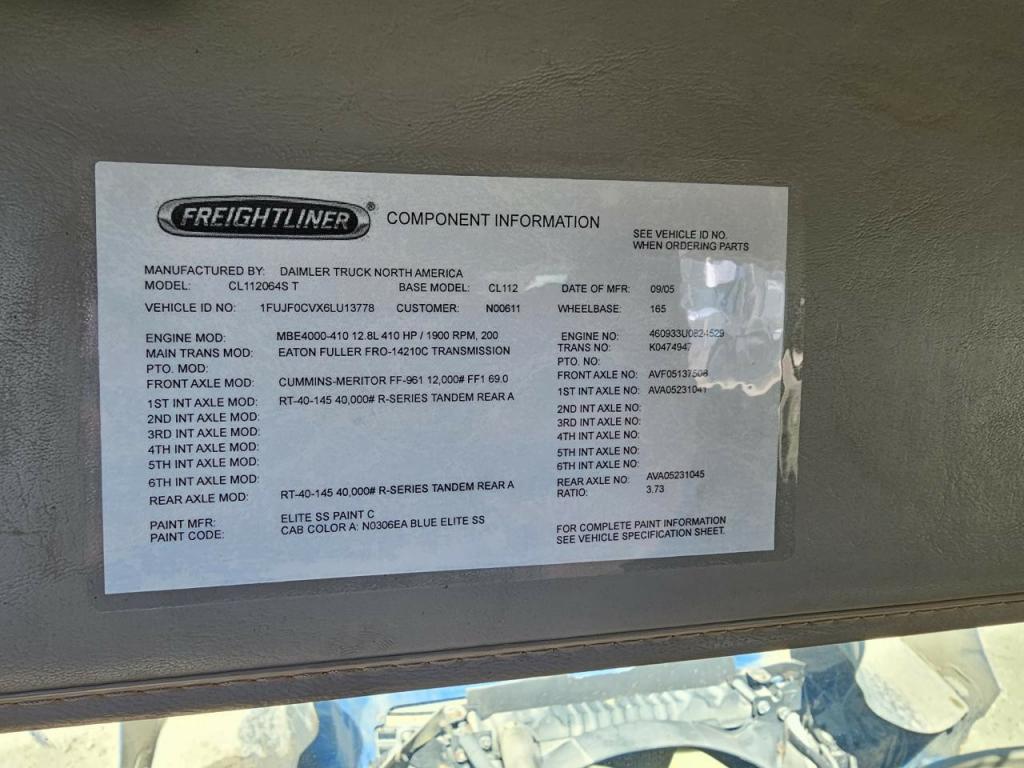 FREIGHTLINER® COMPONENT INFORMATION
SEE VEHICLE ID NO.
WHEN ORDERING PARTS
MANUFACTURED BY: DAIMLER TRUCK NORTH AMERICA
MODEL: CL112064S T BASE MODEL: CL112 DATE OF MFR: 09/05
VEHICLE ID NO: 1FUJF0CVX6LU13778 CUSTOMER: N00611 WHEELBASE: 165
ENGINE MOD: MBE4000-410 12.8L 410 HP / 1900 RPM, 200 ENGINE NO: 460933U0824529
MAIN TRANS MOD: EATON FULLER FRO-14210C TRANSMISSION TRANS NO: K0474947
PTO. MOD: PTO. NO:
FRONT AXLE MOD: CUMMINS-MERITOR FF-961 12,000# FF1 69.0 FRONT AXLE NO: AVF05137508
1ST INT AXLE MOD: RT-40-145 40,000# R-SERIES TANDEM REAR A 1ST INT AXLE NO: AVA05231041
2ND INT AXLE MOD: 2ND INT AXLE NO:
3RD INT AXLE MOD: 3RD INT AXLE NO:
4TH INT AXLE MOD: 4TH INT AXLE NO:
5TH INT AXLE MOD: 5TH INT AXLE NO:
6TH INT AXLE MOD: 6TH INT AXLE NO:
REAR AXLE MOD: RT-40-145 40,000# R-SERIES TANDEM REAR A REAR AXLE NO: AVA05231045
RATIO: 3.73
PAINT MFR: ELITE SS PAINT C
PAINT CODE: CAB COLOR A: N0306EA BLUE ELITE SS
FOR COMPLETE PAINT INFORMATION
SEE VEHICLE SPECIFICATION SHEET.